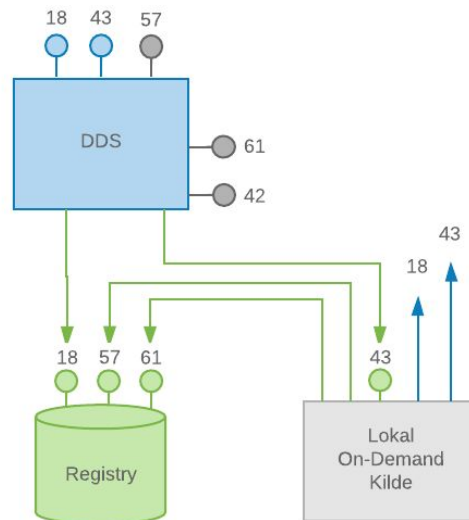 18 43 57
DDS
61
42
43
18
18 57 61 43
Registry
Lokal
On-Demand
Kilde